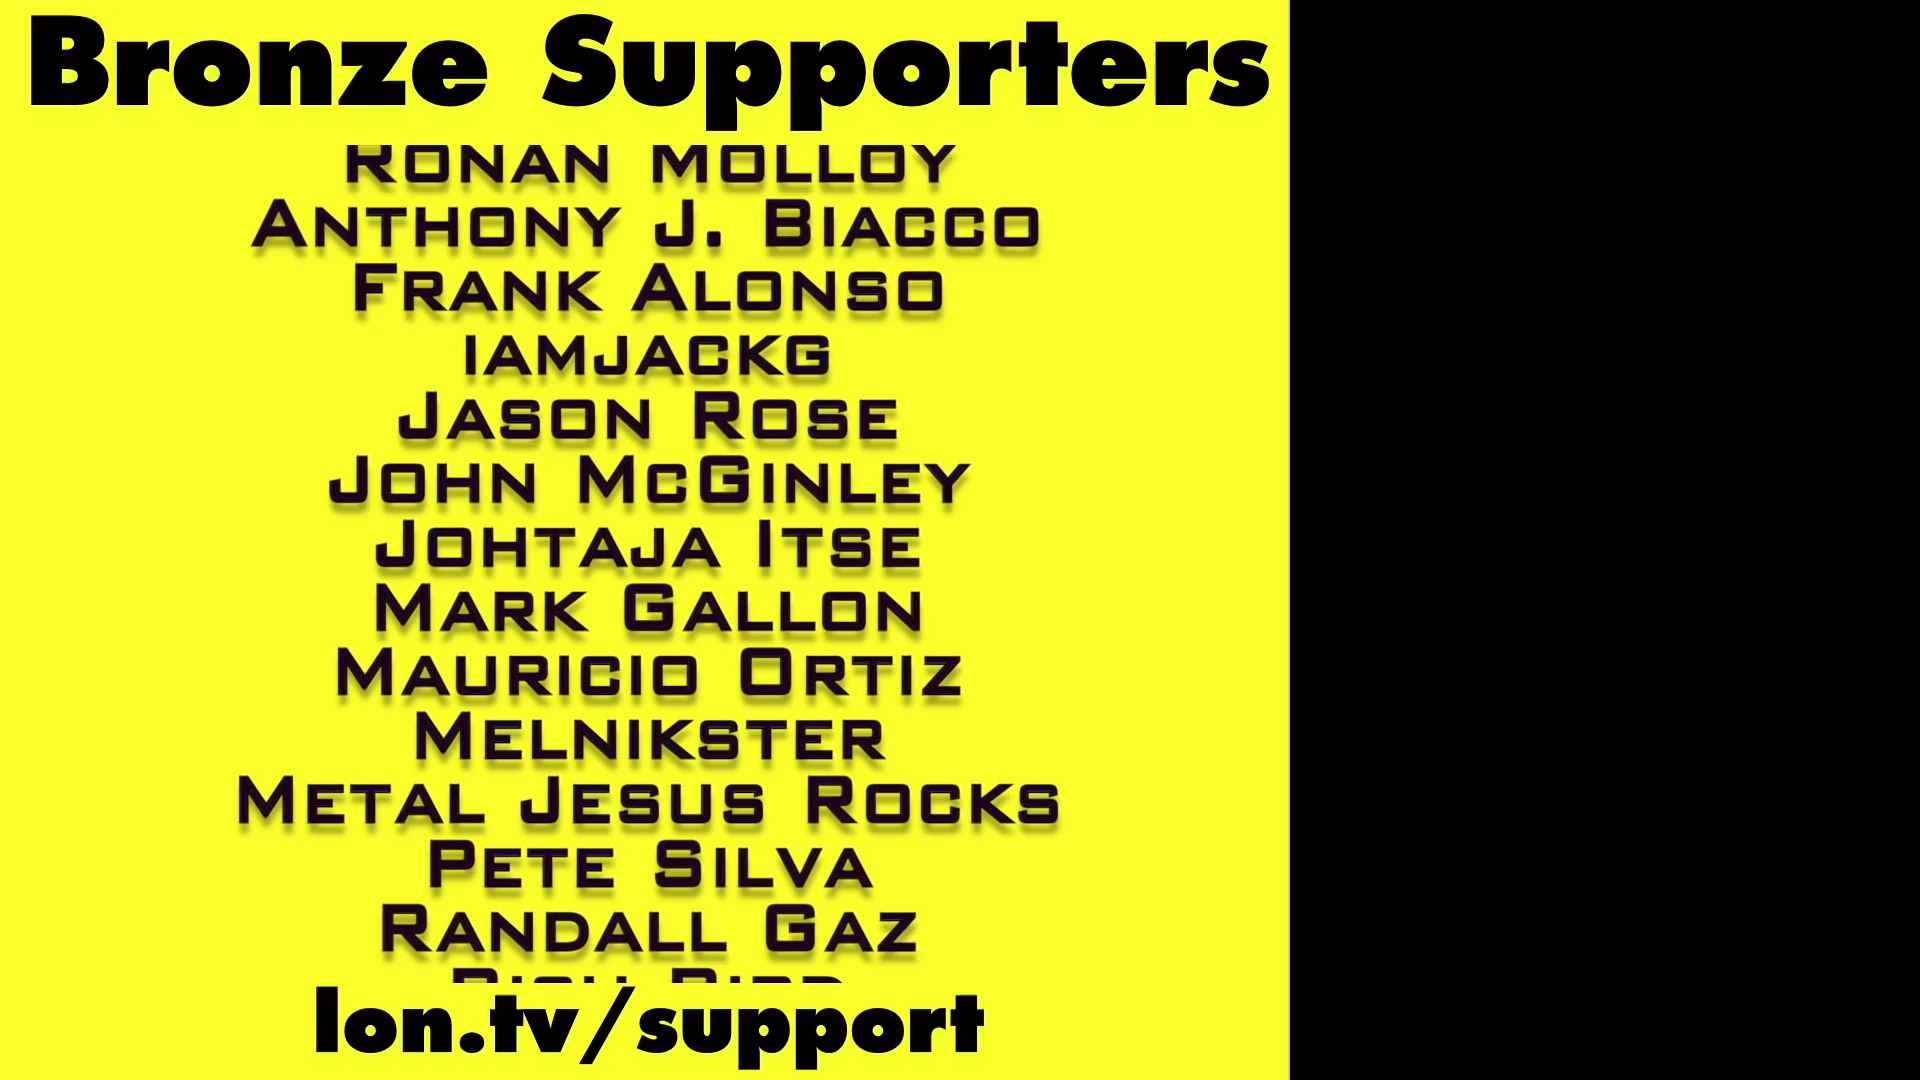 Bronze Supporters
RONAN MOLLOY
ANTHONY J. BIACCO
FRANK ALONSO
IAMJACKG
JASON ROSE
JOHN MCGINLEY
JOHTAJA ITSE
MARK GALLON
MAURICIO ORTIZ
MELNIKSTER
METAL JESUS ROCKS
PETE SILVA
RANDALL GAZ
lon.tv/support